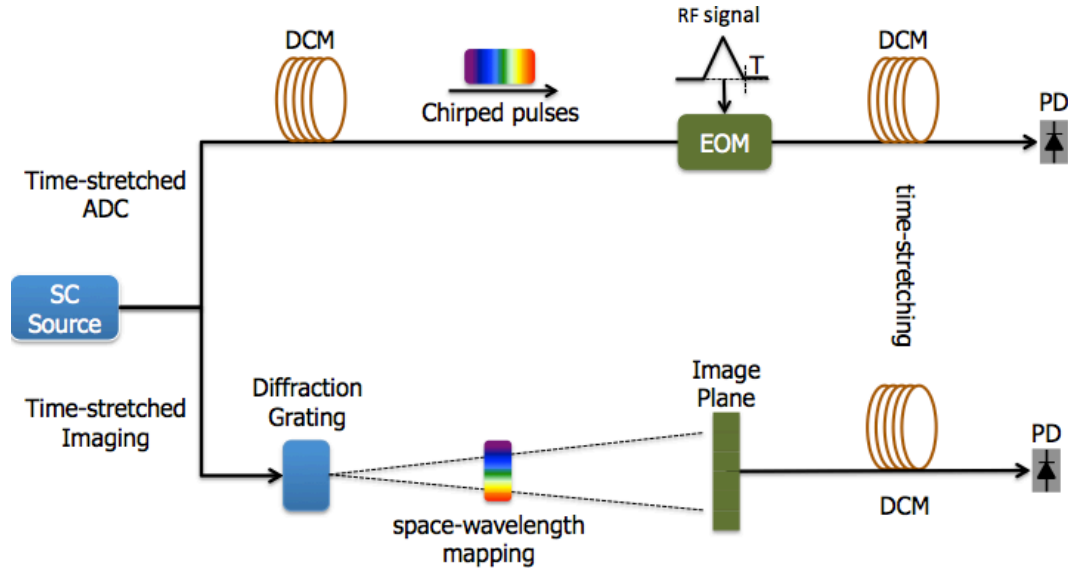 RF signal
DCM
T
DCM
PD
Chirped pulses
EOM
Time-stretched
ADC
time-stretching
SC
Source
Image
Plane
Diffraction
Grating
Time-stretched
Imaging
PD
DCM
space-wavelength
mapping